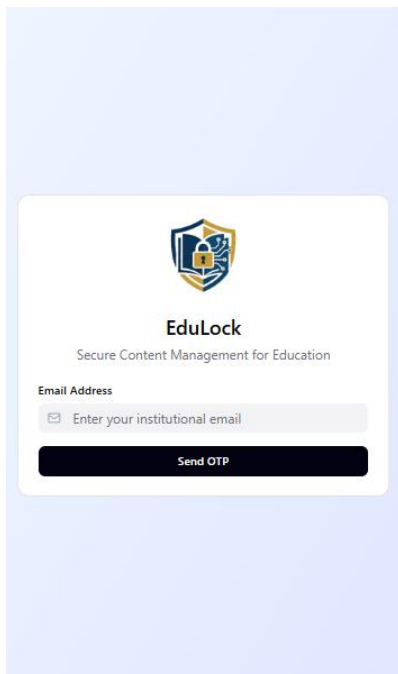 EduLock
Secure Content Management for Education
Email Address
Enter your institutional email
Send OTP